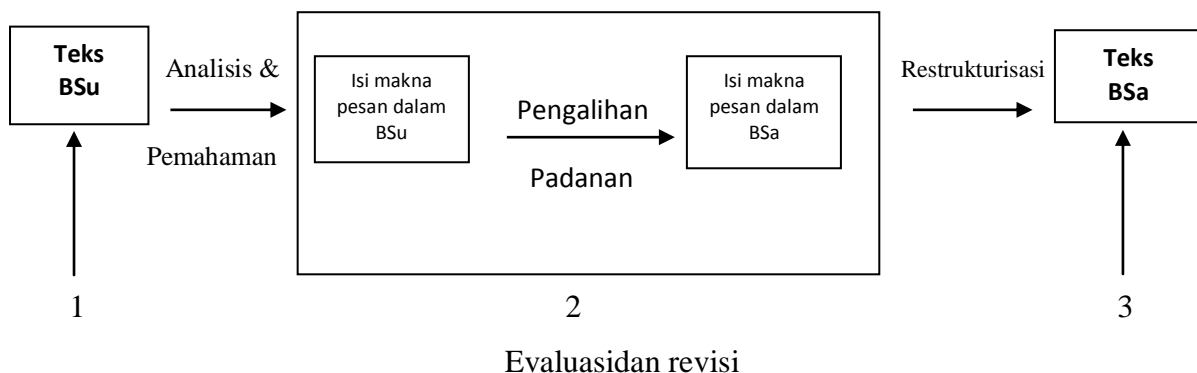 Teks
BSu
Analisis &
Pemahaman
Isi makna
pesan dalam
BSu
Pengalihan
Padanan
Isi makna
pesan dalam
BSa
Restrukturisasi
Teks
BSa
1
2
3
Evaluasidan revisi